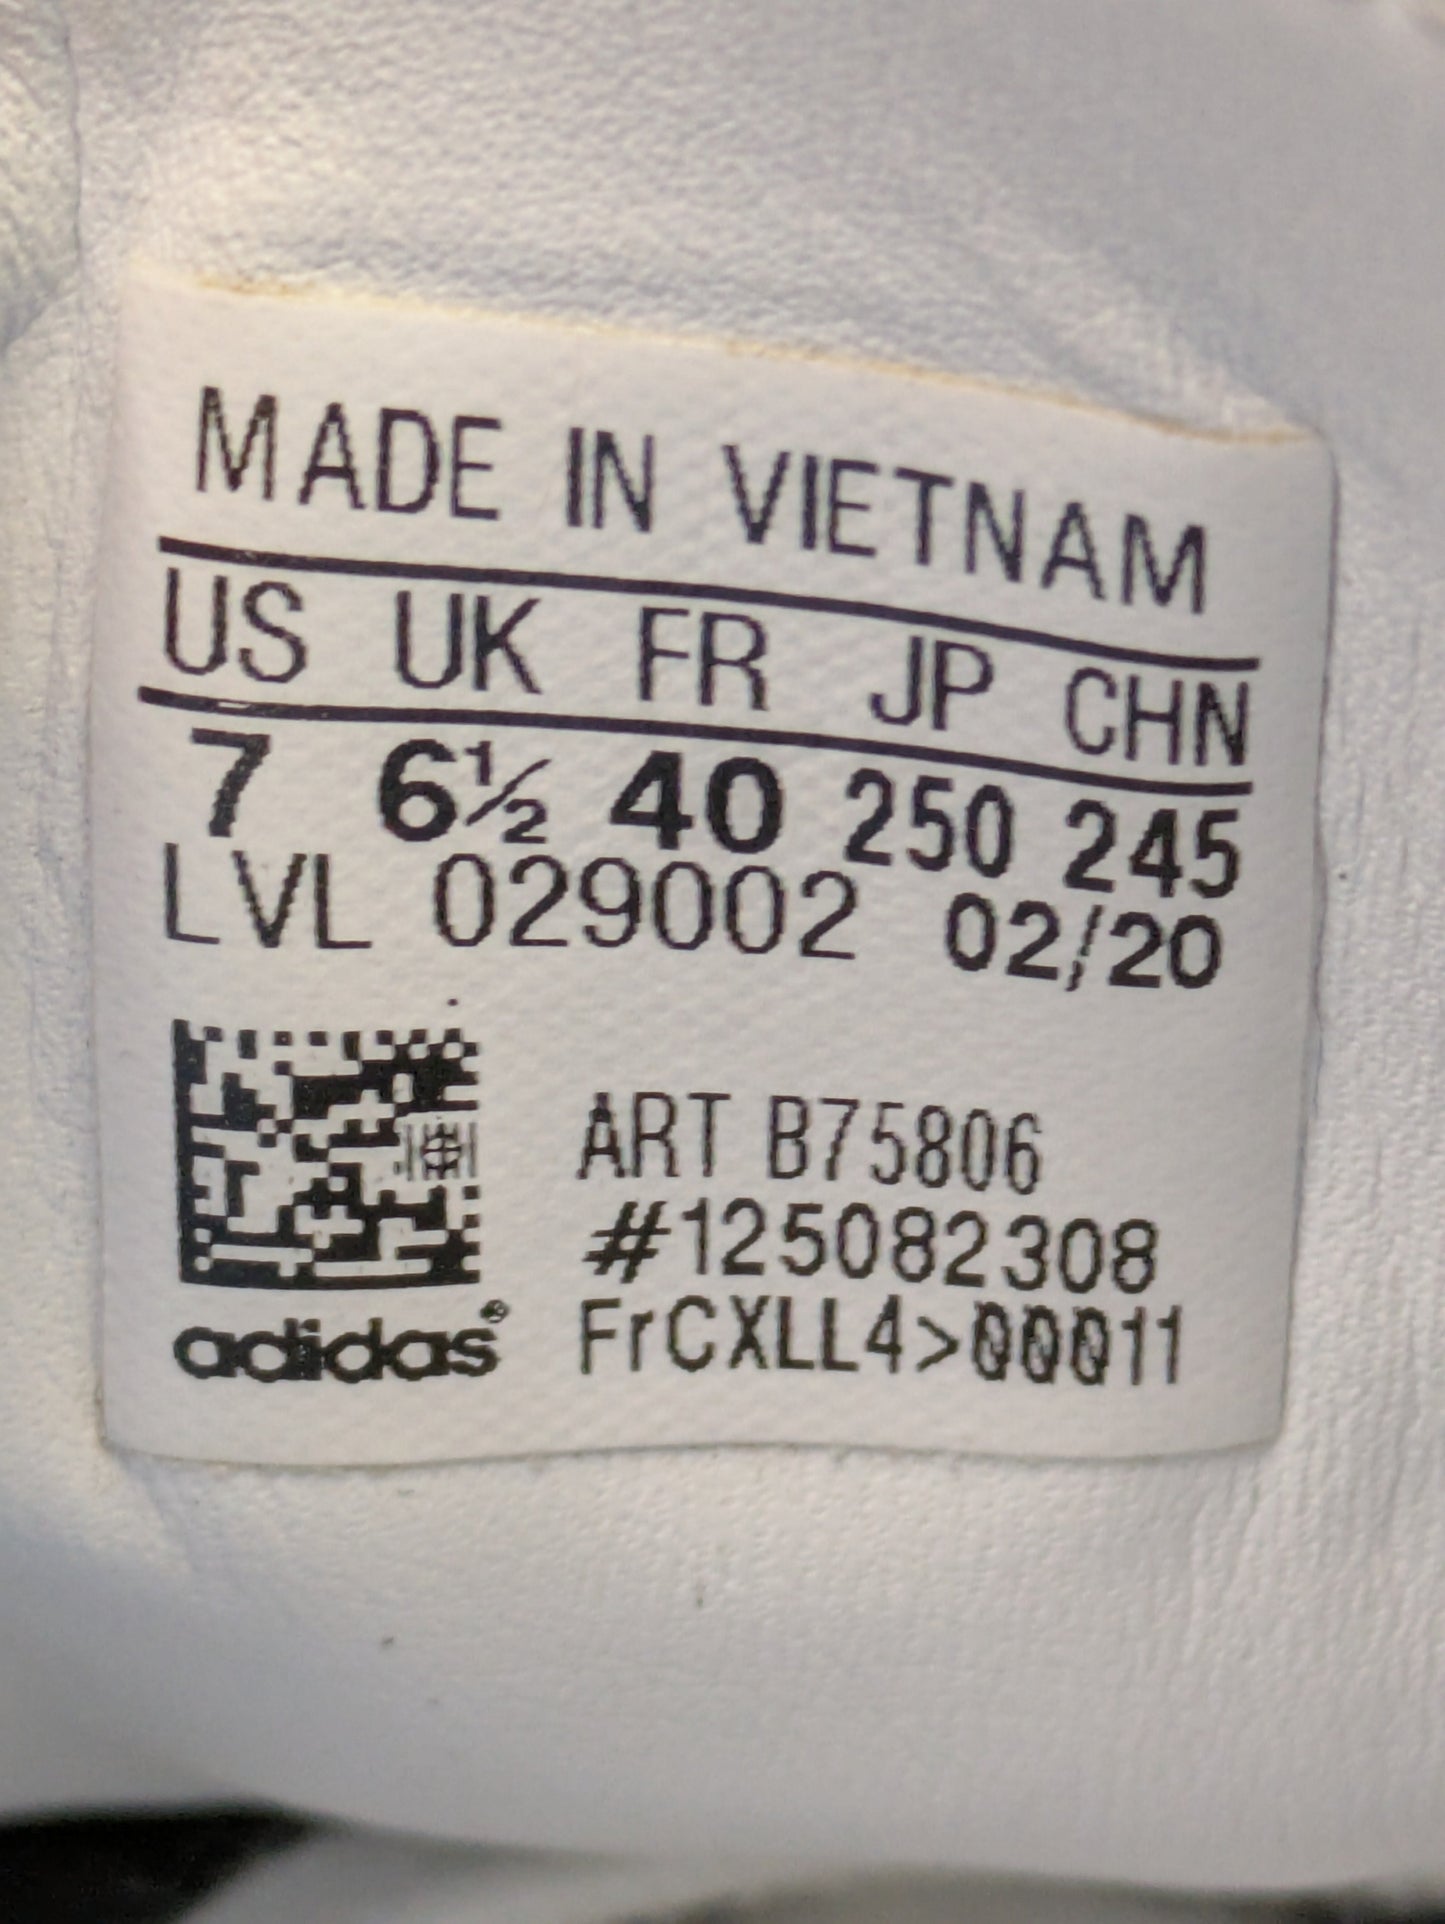 MADE IN VIETNAM
US UK FR JP CHN
7 6½ 40 250 245
LVL 029002 02/20
ART B75806
#125082308
adidas® FrCXLL4>00011